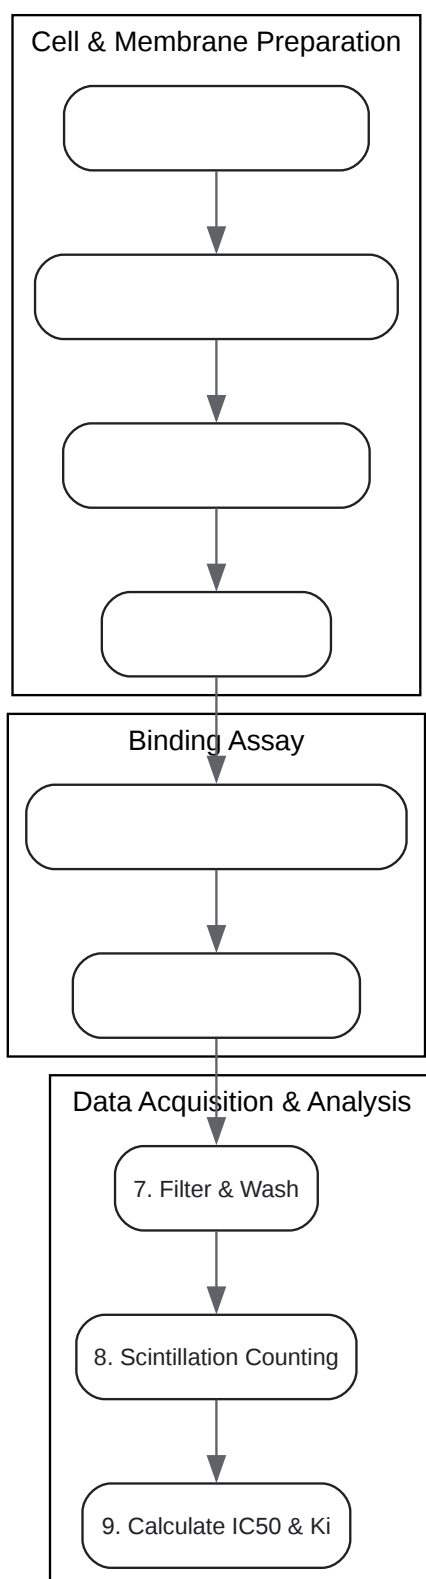 Cell & Membrane Preparation
Binding Assay
Data Acquisition & Analysis
7. Filter & Wash
8. Scintillation Counting
9. Calculate IC50 & Ki